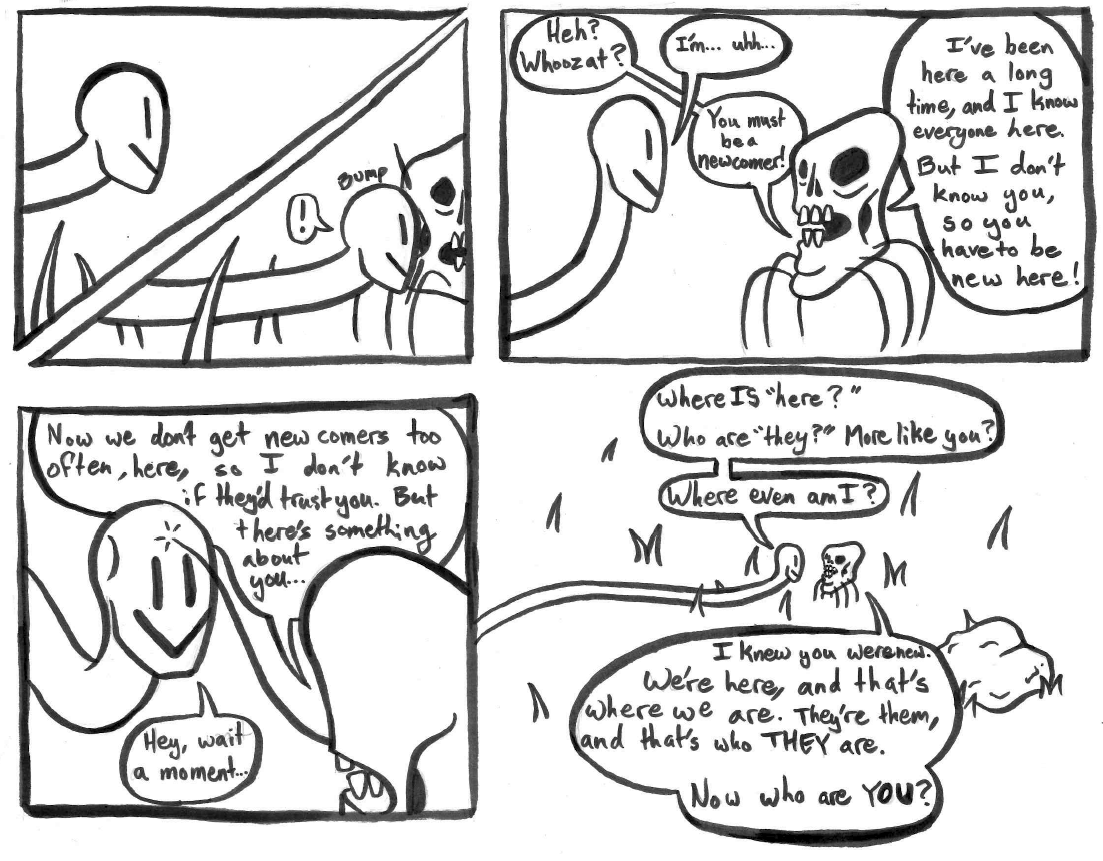 BUMP
!
Heh?
Whoozat?
I'm... uhh...
You must
be a
newcomer!
I've been
here a long
time, and I know
everyone here.
But I don't
know you,
so you
have to be
new here!
Now we don't get new comers too
often, here, so I don't know
if they'd trust you. But
there's something
about
you...
Hey, wait
a moment...
Where IS "here?"
Who are "they?" More like you?
Where even am I?
I knew you were new.
We're here, and that's
where we are. They're them,
and that's who THEY are.
Now who are YOU?